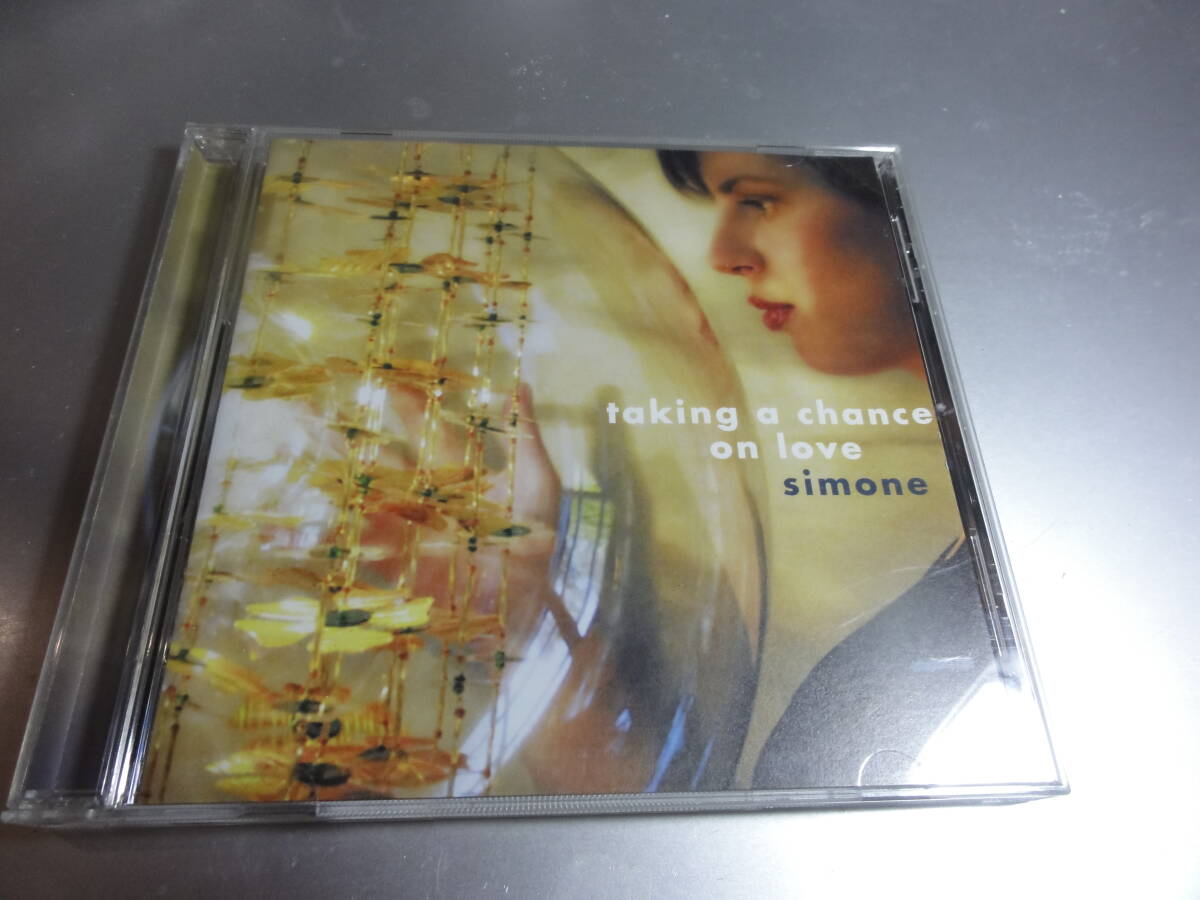 taking a chance
on love
simone